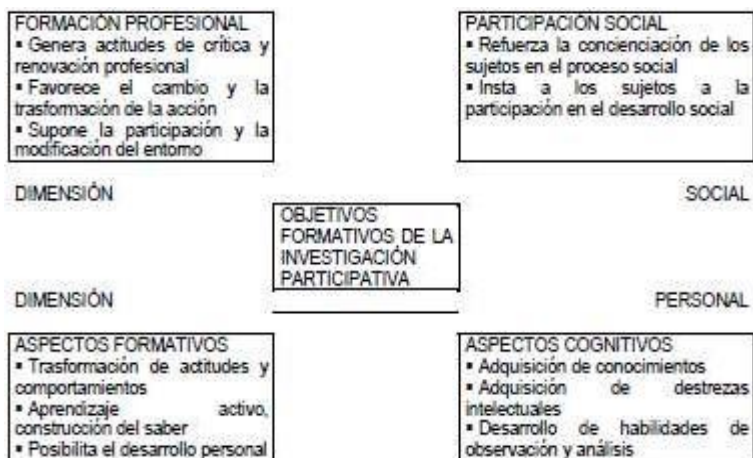 FORMACIÓN PROFESIONAL
▪ Genera actitudes de crítica y
renovación profesional
▪ Favorece el cambio y la
trasformación de la acción
▪ Supone la participación y la
modificación del entorno
PARTICIPACIÓN SOCIAL
▪ Refuerza la concienciación de los
sujetos en el proceso social
▪ Insta a los sujetos a la
participación en el desarrollo social
DIMENSIÓN SOCIAL
OBJETIVOS
FORMATIVOS DE LA
INVESTIGACIÓN
PARTICIPATIVA
DIMENSIÓN PERSONAL
ASPECTOS FORMATIVOS
▪ Trasformación de actitudes y
comportamientos
▪ Aprendizaje activo,
construcción del saber
▪ Posibilita el desarrollo personal
ASPECTOS COGNITIVOS
▪ Adquisición de conocimientos
▪ Adquisición de destrezas
intelectuales
▪ Desarrollo de habilidades de
observación y análisis